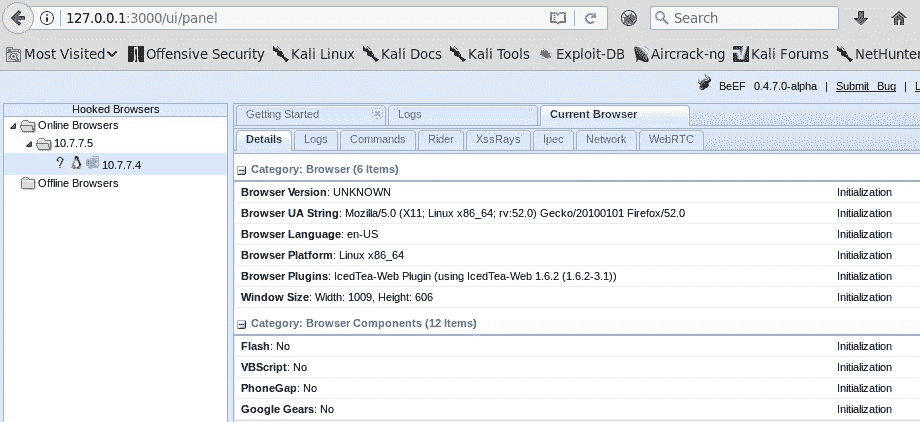 127.0.0.1:3000/ui/panel
Search
Most Visited Offensive Security Kali Linux Kali Docs Kali Tools Exploit-DB Aircrack-ng Kali Forums NetHunter
BeEF 0.4.7.0-alpha | Submit Bug |
Hooked Browsers
Getting Started Logs Current Browser
Online Browsers
10.7.7.5
? 10.7.7.4
Offline Browsers
Details Logs Commands Rider XssRays Ipec Network WebRTC
Category: Browser (6 Items)
Browser Version: UNKNOWN Initialization
Browser UA String: Mozilla/5.0 (X11; Linux x86_64; rv:52.0) Gecko/20100101 Firefox/52.0 Initialization
Browser Language: en-US Initialization
Browser Platform: Linux x86_64 Initialization
Browser Plugins: IcedTea-Web Plugin (using IcedTea-Web 1.6.2 (1.6.2-3.1)) Initialization
Window Size: Width: 1009, Height: 606 Initialization
Category: Browser Components (12 Items)
Flash: No Initialization
VBScript: No Initialization
PhoneGap: No Initialization
Google Gears: No Initialization